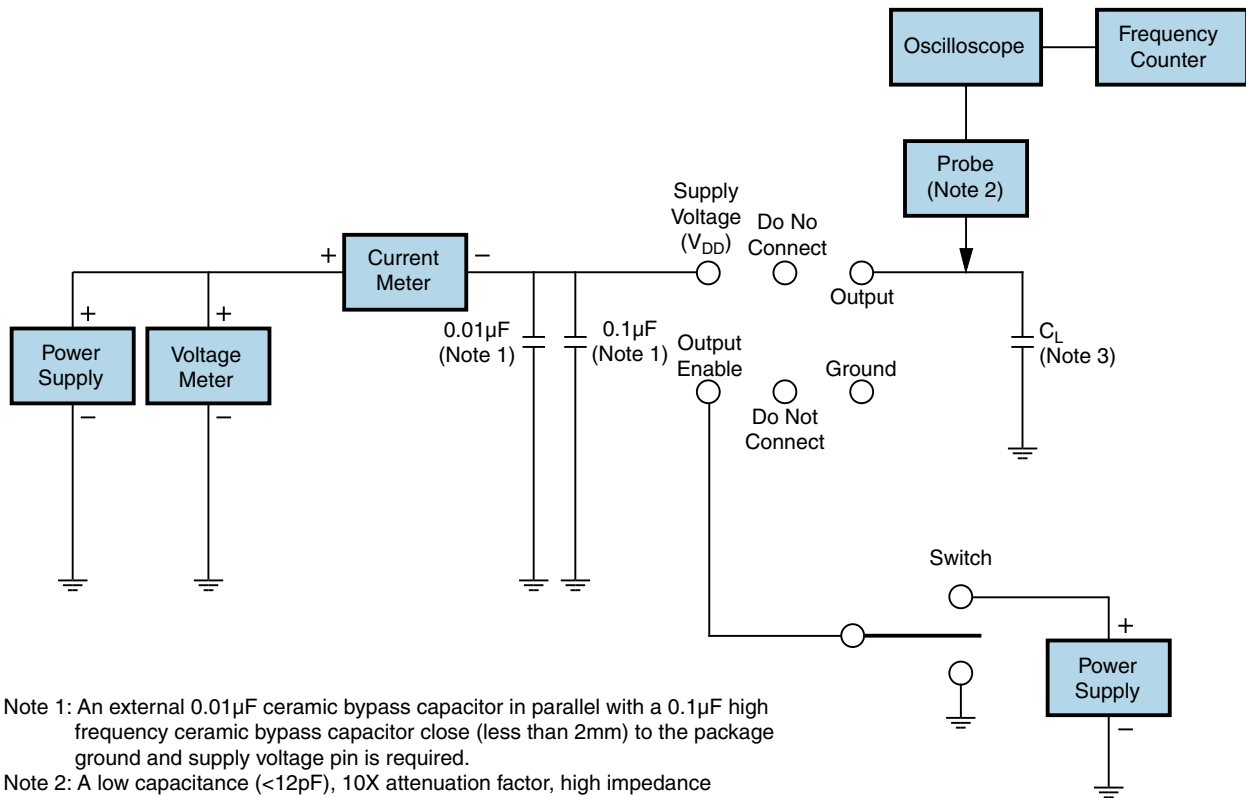 Oscilloscope
Frequency
Counter
Probe
(Note 2)
Supply
Voltage
(VDD)
Do No
Connect
+
Current
Meter
−
Output
+
Power
Supply
−
+
Voltage
Meter
−
0.01µF
(Note 1)
0.1µF
(Note 1)
Output
Enable
Ground
Do Not
Connect
CL
(Note 3)
Switch
+
Power
Supply
−
Note 1: An external 0.01µF ceramic bypass capacitor in parallel with a 0.1µF high
frequency ceramic bypass capacitor close (less than 2mm) to the package
ground and supply voltage pin is required.
Note 2: A low capacitance (<12pF), 10X attenuation factor, high impedance